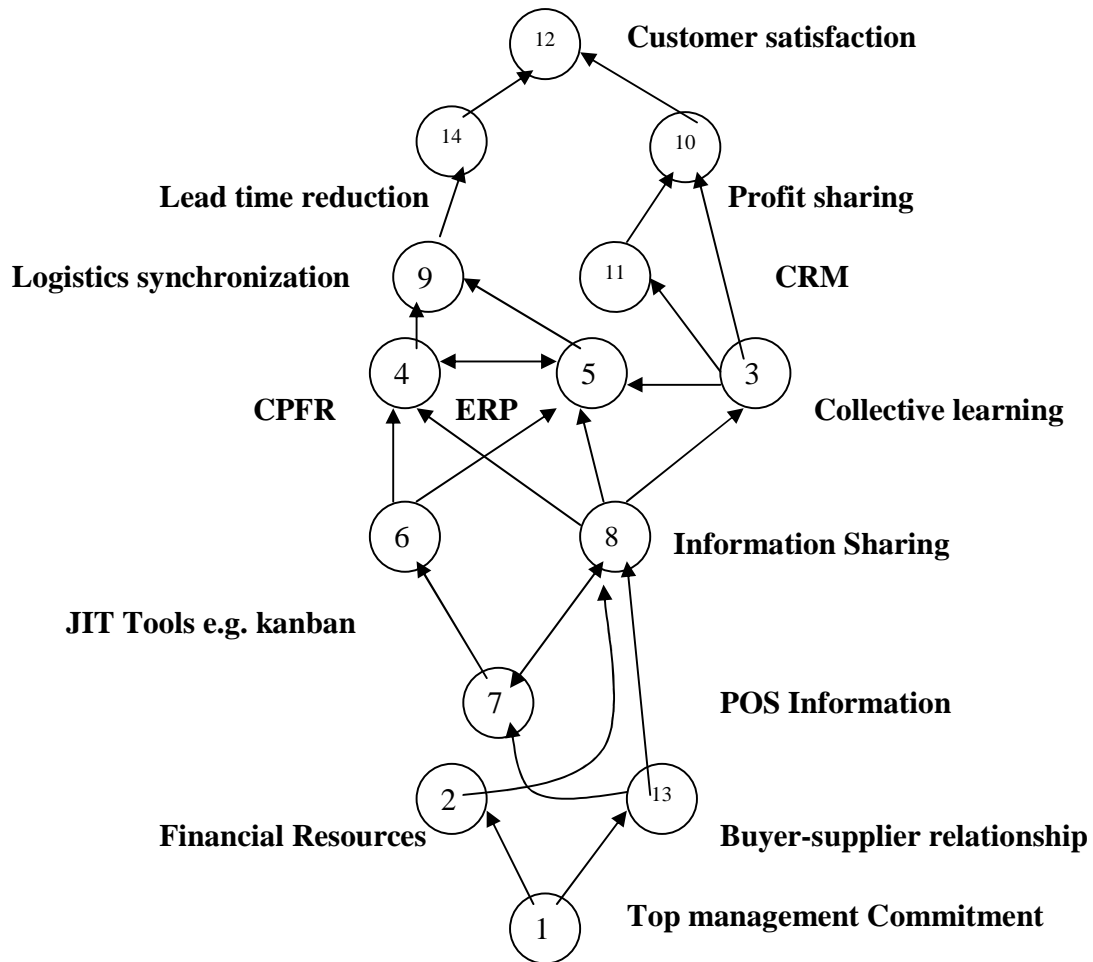 12 Customer satisfaction
14 10
Lead time reduction Profit sharing
Logistics synchronization 9 11 CRM
4 5 3
CPFR ERP Collective learning
6 8 Information Sharing
JIT Tools e.g. kanban
7 POS Information
2 13
Financial Resources Buyer-supplier relationship
1 Top management Commitment